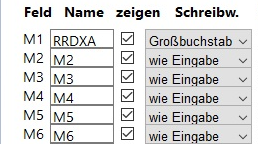 Feld Name zeigen Schreibw.
M1 RRDXA Großbuchstab
M2 M2 wie Eingabe
M3 M3 wie Eingabe
M4 M4 wie Eingabe
M5 M5 wie Eingabe
M6 M6 wie Eingabe